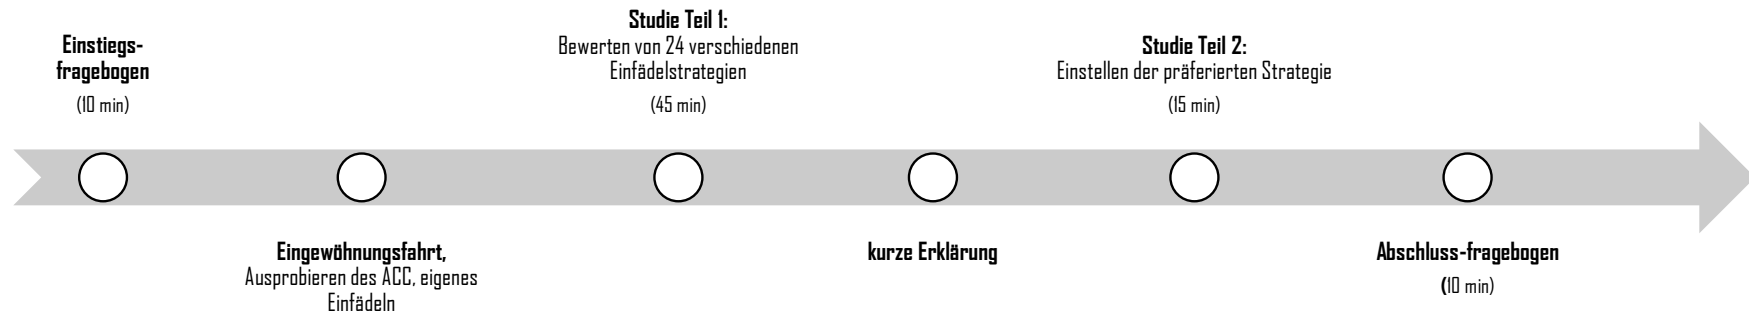 Einstiegs-
fragebogen
(10 min)
Eingewöhnungsfahrt,
Ausprobieren des ACC, eigenes
Einfädeln
Studie Teil 1:
Bewerten von 24 verschiedenen
Einfädelstrategien
(45 min)
kurze Erklärung
Studie Teil 2:
Einstellen der präferierten Strategie
(15 min)
Abschluss-fragebogen
(10 min)